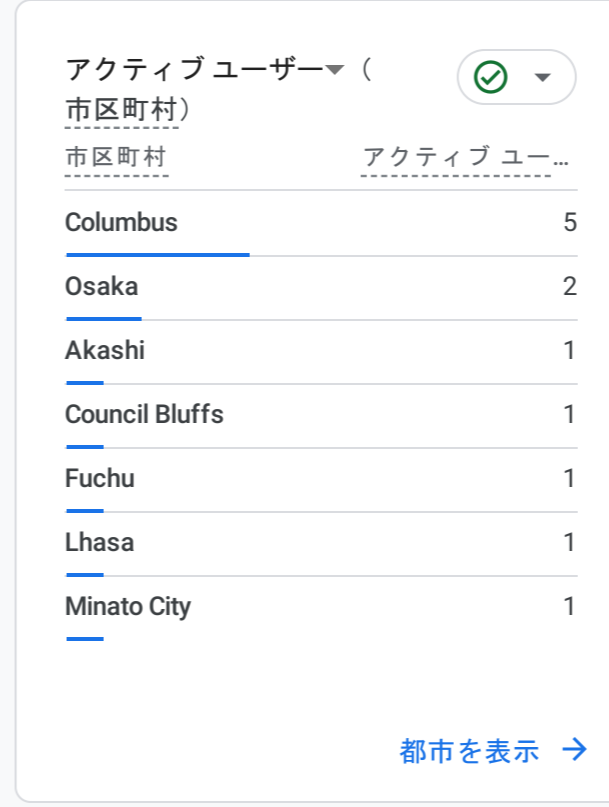 アクティブ ユーザー▼（
市区町村）
市区町村 アクティブ ユー…
Columbus 5
Osaka 2
Akashi 1
Council Bluffs 1
Fuchu 1
Lhasa 1
Minato City 1
都市を表示 →